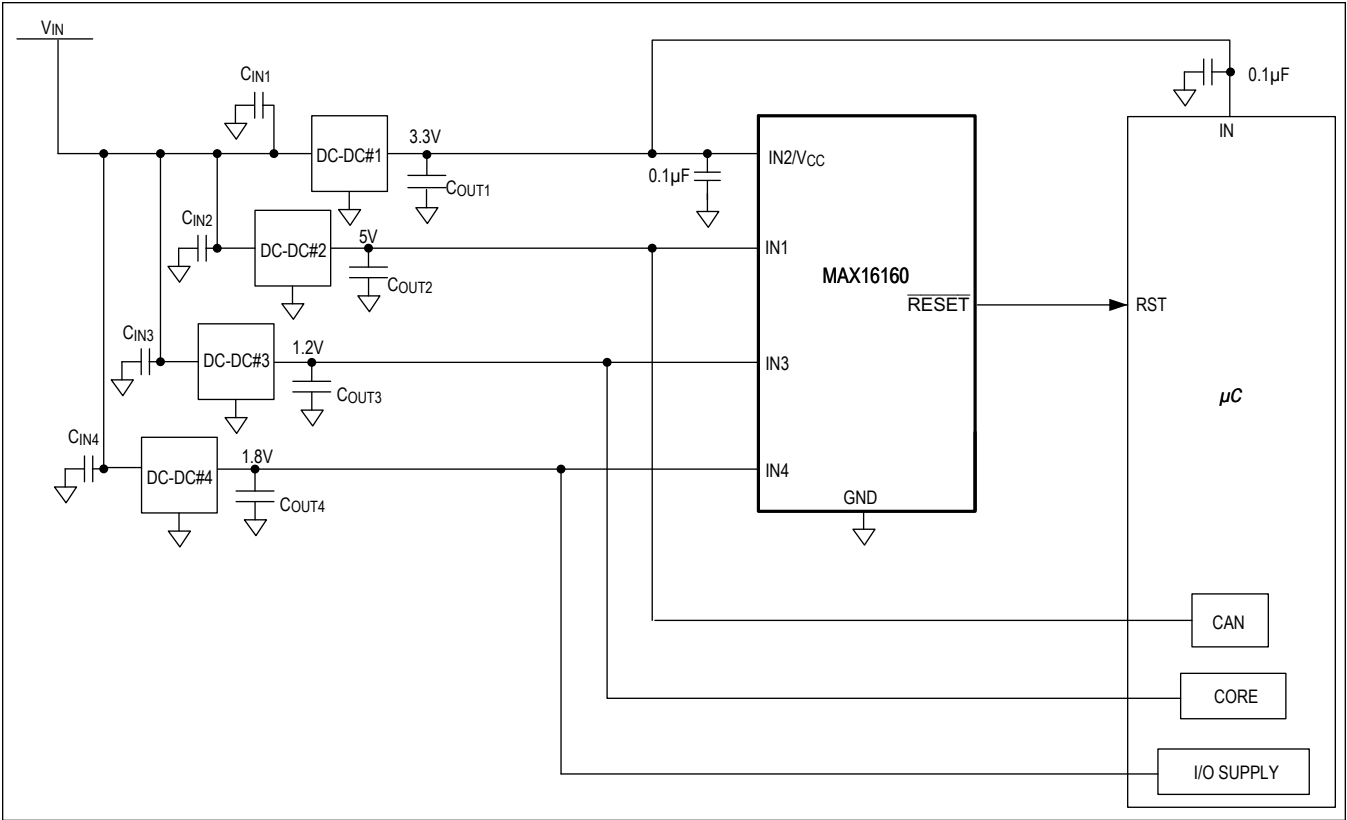 VIN
CIN1
0.1µF
IN
DC-DC#1
3.3V
COUT1
0.1µF
IN2/VCC
CIN2
DC-DC#2
5V
COUT2
IN1
MAX16160
RESET
RST
CIN3
DC-DC#3
1.2V
COUT3
IN3
µC
CIN4
DC-DC#4
1.8V
COUT4
IN4
GND
CAN
CORE
I/O SUPPLY